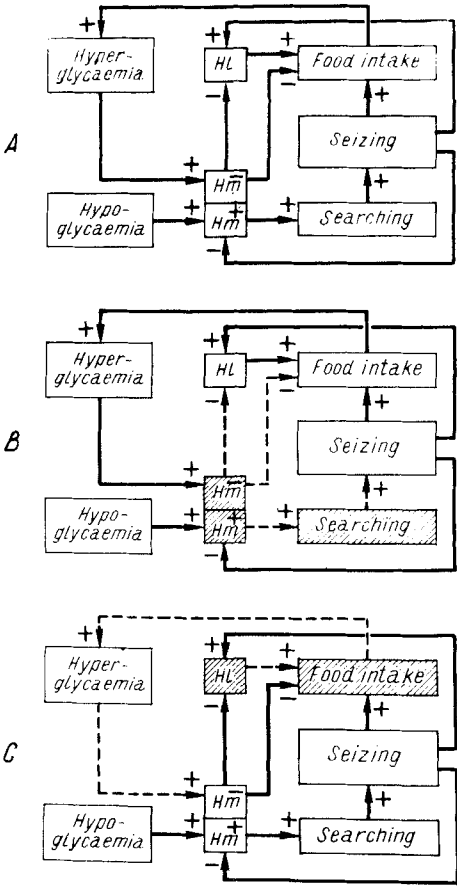 A
Hyper-
glycaemia
+
Hl
+
-
+
-
Food intake
+
Seizing
+
Hm̄
+
Hypo-
glycaemia
+
Hm⁺
-
+
Searching
B
Hyper-
glycaemia
+
Hl
+
-
+
-
Food intake
+
Seizing
+
Hm̄
+
Hypo-
glycaemia
+
Hm⁺
-
+
Searching
C
Hyper-
glycaemia
+
Hl
+
-
+
-
Food intake
+
Seizing
+
Hm̄
+
Hypo-
glycaemia
+
Hm⁺
-
+
Searching